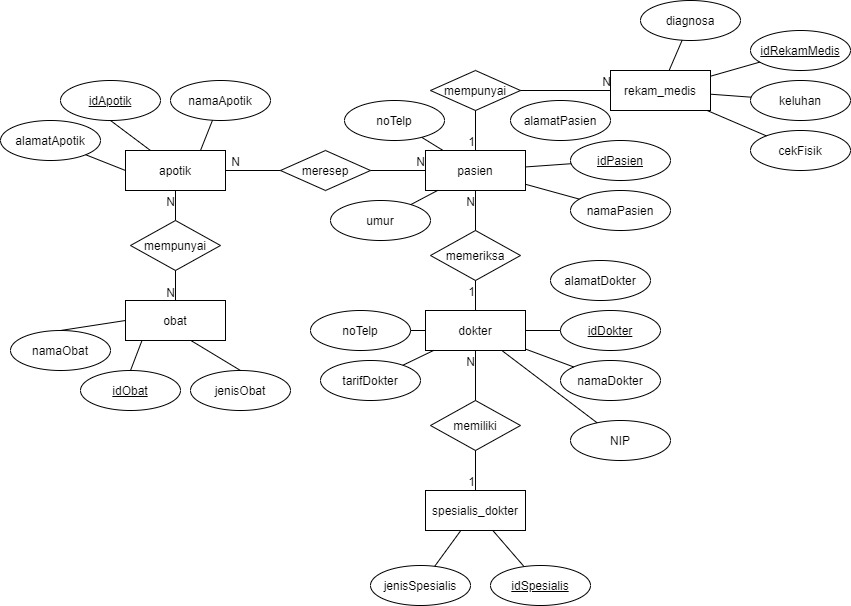 diagnosa
idRekamMedis
mempunyai
N
rekam_medis
keluhan
idApotik
namaApotik
noTelp
alamatPasien
alamatApotik
1
cekFisik
N
N
apotik
meresep
pasien
idPasien
N
N
umur
namaPasien
mempunyai
memeriksa
alamatDokter
N
1
obat
noTelp
dokter
idDokter
namaObat
N
tarifDokter
namaDokter
idObat
jenisObat
memiliki
NIP
1
spesialis_dokter
jenisSpesialis
idSpesialis